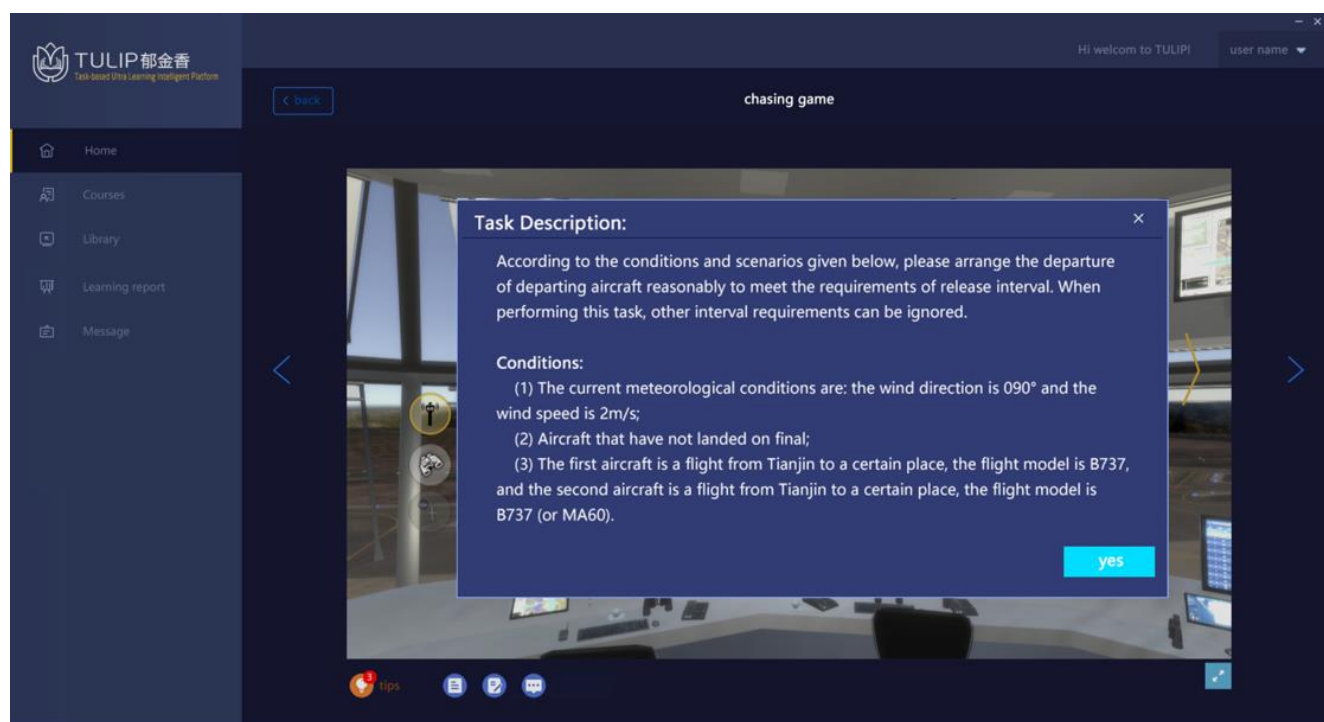 TULIP郁金香
Task-based Ultra Learning Intelligent Platform
Hi welcom to TULIP!
user name
< back
chasing game
Home
Courses
Library
Learning report
Message
Task Description:
According to the conditions and scenarios given below, please arrange the departure
of departing aircraft reasonably to meet the requirements of release interval. When
performing this task, other interval requirements can be ignored.
Conditions:
(1) The current meteorological conditions are: the wind direction is 090° and the
wind speed is 2m/s;
(2) Aircraft that have not landed on final;
(3) The first aircraft is a flight from Tianjin to a certain place, the flight model is B737,
and the second aircraft is a flight from Tianjin to a certain place, the flight model is
B737 (or MA60).
yes
3
tips